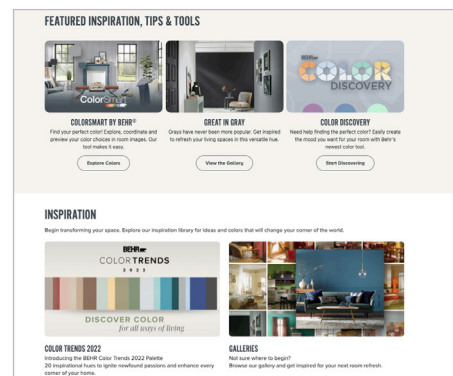 FEATURED INSPIRATION, TIPS & TOOLS
ColorSmart
BEHR
COLOR
DISCOVERY
COLORSMART BY BEHR®
Find your perfect color! Explore, coordinate and
preview your color choices in room images. Our
tool makes it easy.
Explore Colors
GREAT IN GRAY
Grays have never been more popular. Get inspired
to refresh your living spaces in this versatile hue.
View the Gallery
COLOR DISCOVERY
Need help finding the perfect color? Easily create
the mood you want for your room with Behr's
newest color tool.
Start Discovering
INSPIRATION
Begin transforming your space. Explore our inspiration library for ideas and colors that will change your corner of the world.
BEHR
COLORTRENDS
2022
DISCOVER COLOR
for all ways of living
COLOR TRENDS 2022
Introducing the BEHR Color Trends 2022 Palette
20 inspirational hues to ignite newfound passions and enhance every
corner of your home.
GALLERIES
Not sure where to begin?
Browse our gallery and get inspired for your next room refresh.